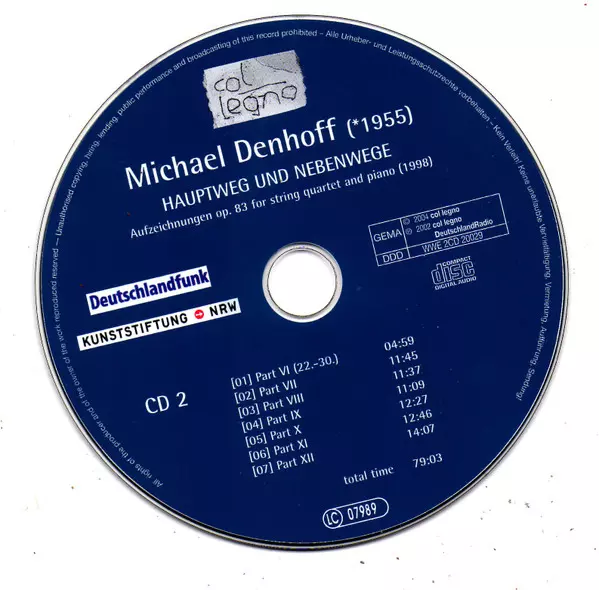 All rights of the producer and of the owner of the work reproduced reserved — Unauthorised copying, hiring, lending, public performance and broadcasting of this record prohibited – Alle Urheber- und Leistungsschutzrechte vorbehalten – Kein Verleih! Keine unerlaubte Vervielfältigung, Vermietung, Aufführung, Sendung!
col
legno
Michael Denhoff (*1955)
HAUPTWEG UND NEBENWEGE
Aufzeichnungen op. 83 for string quartet and piano (1998)
GEMA
DDD
℗ 2004 col legno
℗ 2002 col legno
DeutschlandRadio
WWE 2CD 20029
COMPACT
disc
DIGITAL AUDIO
Deutschlandfunk
KUNSTSTIFTUNG NRW
CD 2
[01] Part VI (22.-30.) 04:59
[02] Part VII 11:45
[03] Part VIII 11:37
[04] Part IX 11:09
[05] Part X 12:27
[06] Part XI 12:46
[07] Part XII 14:07
total time 79:03
LC 07989